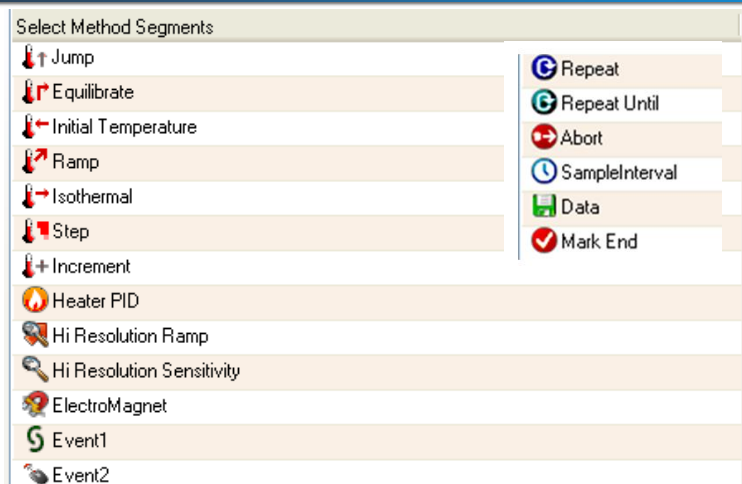 Select Method Segments
Jump
Equilibrate
Initial Temperature
Ramp
Isothermal
Step
Increment
Heater PID
Hi Resolution Ramp
Hi Resolution Sensitivity
ElectroMagnet
Event1
Event2
Repeat
Repeat Until
Abort
SampleInterval
Data
Mark End